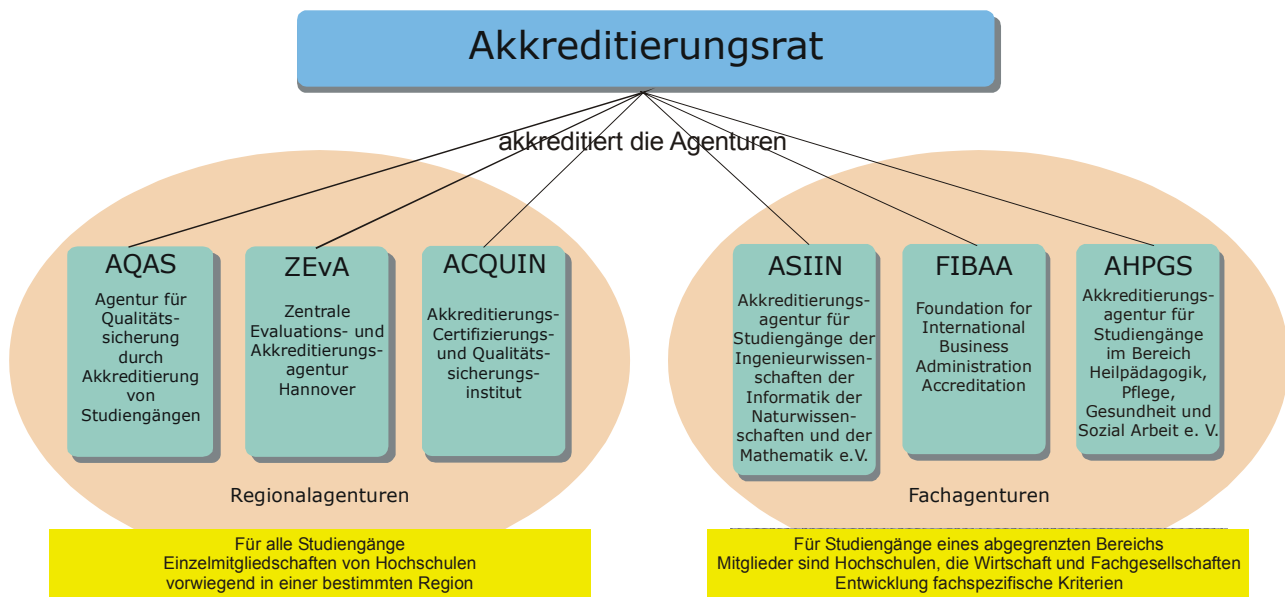 Akkreditierungsrat
akkreditiert die Agenturen
AQAS
Agentur für
Qualitäts-
sicherung
durch
Akkreditierung
von
Studiengängen
ZEvA
Zentrale
Evaluations- und
Akkreditierungs-
agentur
Hannover
ACQUIN
Akkreditierungs-
Certifizierungs-
und Qualitäts-
sicherungs-
institut
Regionalagenturen
Für alle Studiengänge
Einzelmitgliedschaften von Hochschulen
vorwiegend in einer bestimmten Region
ASIIN
Akkreditierungs-
agentur für
Studiengänge der
Ingenieurwissen-
schaften der
Informatik der
Naturwissen-
schaften und der
Mathematik e.V.
FIBAA
Foundation for
International
Business
Administration
Accreditation
AHPGS
Akkreditierungs-
agentur für
Studiengänge
im Bereich
Heilpädagogik,
Pflege,
Gesundheit und
Sozial Arbeit e. V.
Fachagenturen
Für Studiengänge eines abgegrenzten Bereichs
Mitglieder sind Hochschulen, die Wirtschaft und Fachgesellschaften
Entwicklung fachspezifische Kriterien